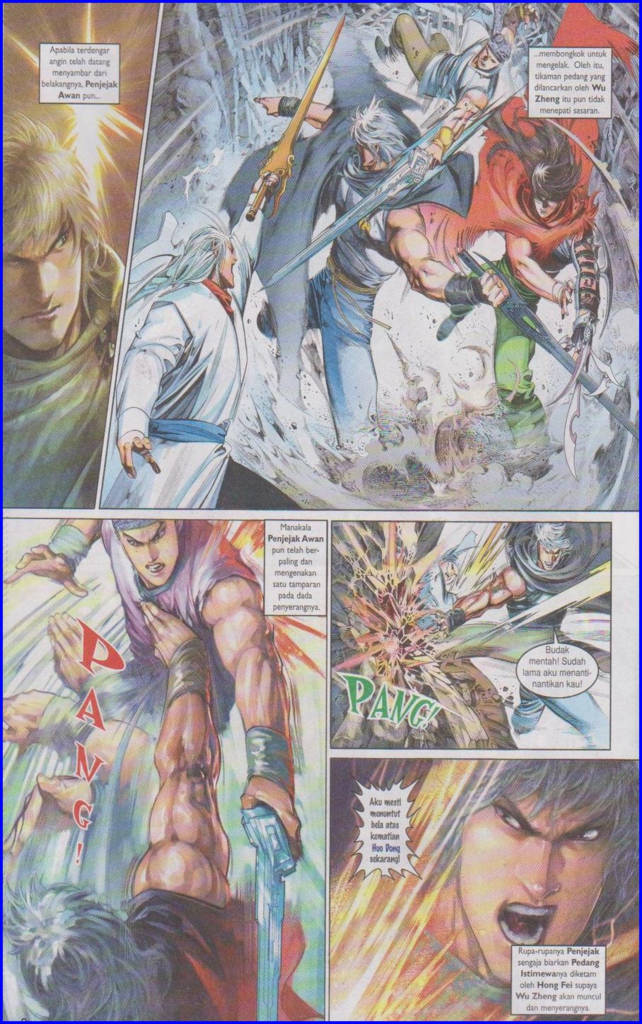 Apabila terdengar
angin telah datang
menyambar dari
belakangnya, Penjejak
Awan pun...
...membongkok untuk
mengelak. Oleh itu,
tikaman pedang yang
dilancarkan oleh Wu
Zheng itu pun tidak
menepati sasaran.
Manakala
Penjejak Awan
pun telah ber-
paling dan
mengenakan
satu tamparan
pada dada
penyerangnya.
PANG!
Budak
mentah! Sudah
lama aku menanti-
nantikan kau!
PANG!
Aku mesti
menuntut
bela atas
kematian
Huo Dong
sekarang!
Rupa-rupanya Penjejak
sengaja biarkan Pedang
Istimewanya diketam
oleh Hong Fei supaya
Wu Zheng akan muncul
dan menyerangnya.